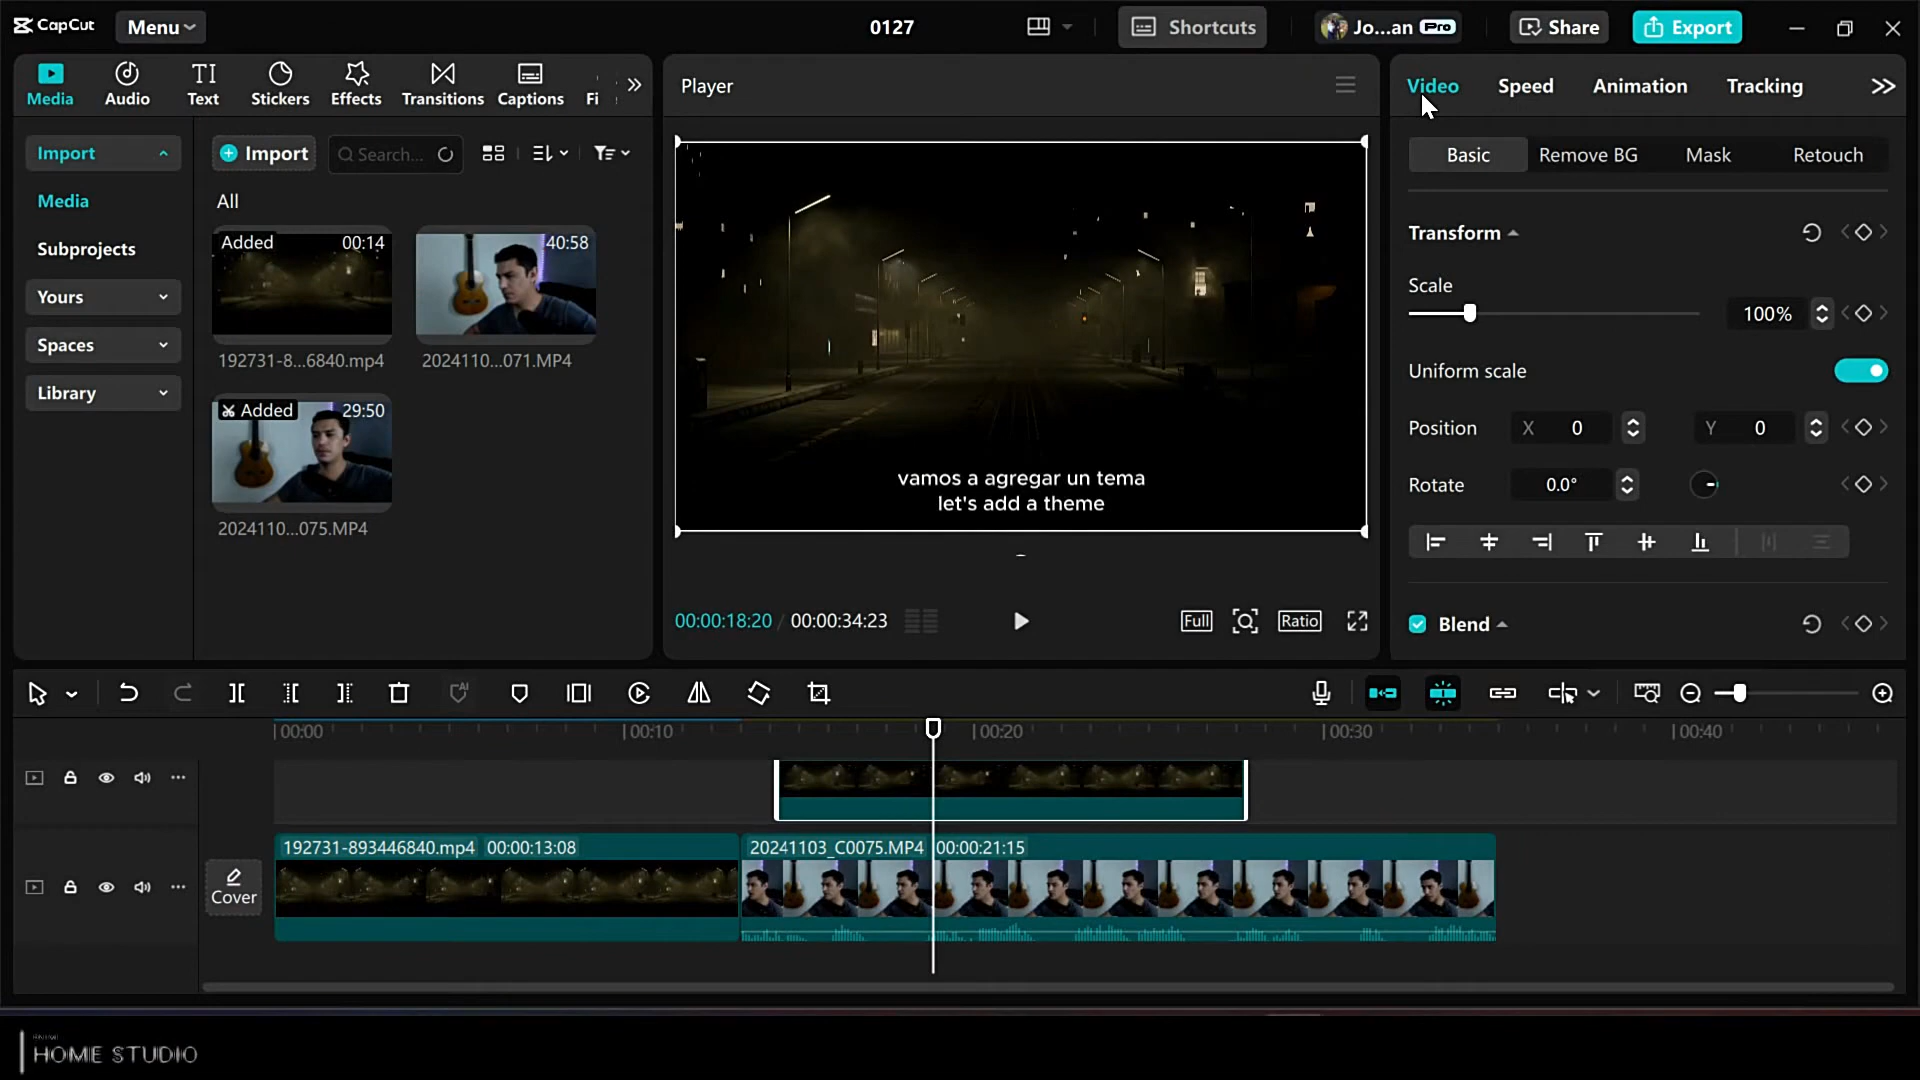 CapCut
Menu
0127
Shortcuts
Jo...an Pro
Share
Export
Media
Audio
TI
Text
Stickers
Effects
Transitions
Captions
Fi
Player
Video
Speed
Animation
Tracking
Import
Media
Subprojects
Yours
Spaces
Library
Import
Search...
All
Added 00:14
192731-8...6840.mp4
40:58
2024110...071.MP4
Added 29:50
2024110...075.MP4
vamos a agregar un tema
let's add a theme
00:00:18:20 / 00:00:34:23
Full
Ratio
Basic
Remove BG
Mask
Retouch
Transform
Scale
100%
Uniform scale
Position X 0 Y 0
Rotate 0.0°
Blend
00:00 00:10 00:20 00:30 00:40
192731-893446840.mp4 00:00:13:08
20241103_C0075.MP4 00:00:21:15
Cover
HOME STUDIO